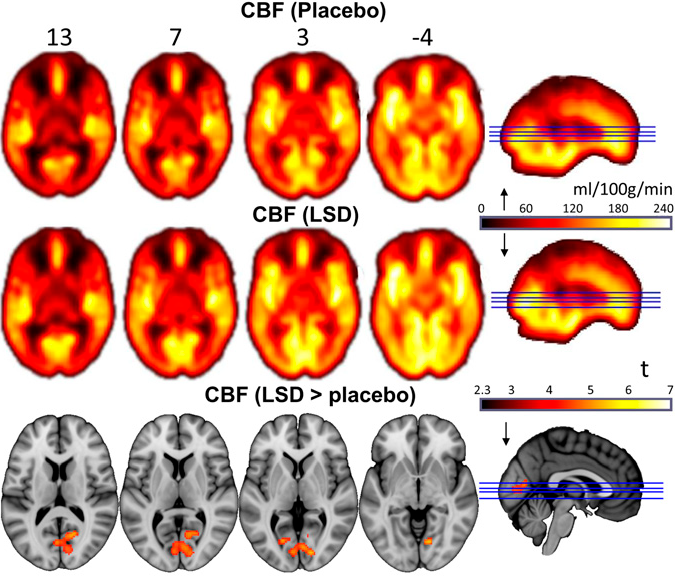 CBF (Placebo)
13 7 3 -4
ml/100g/min
0 60 120 180 240
CBF (LSD)
CBF (LSD > placebo)
t
2.3 3 4 5 6 7